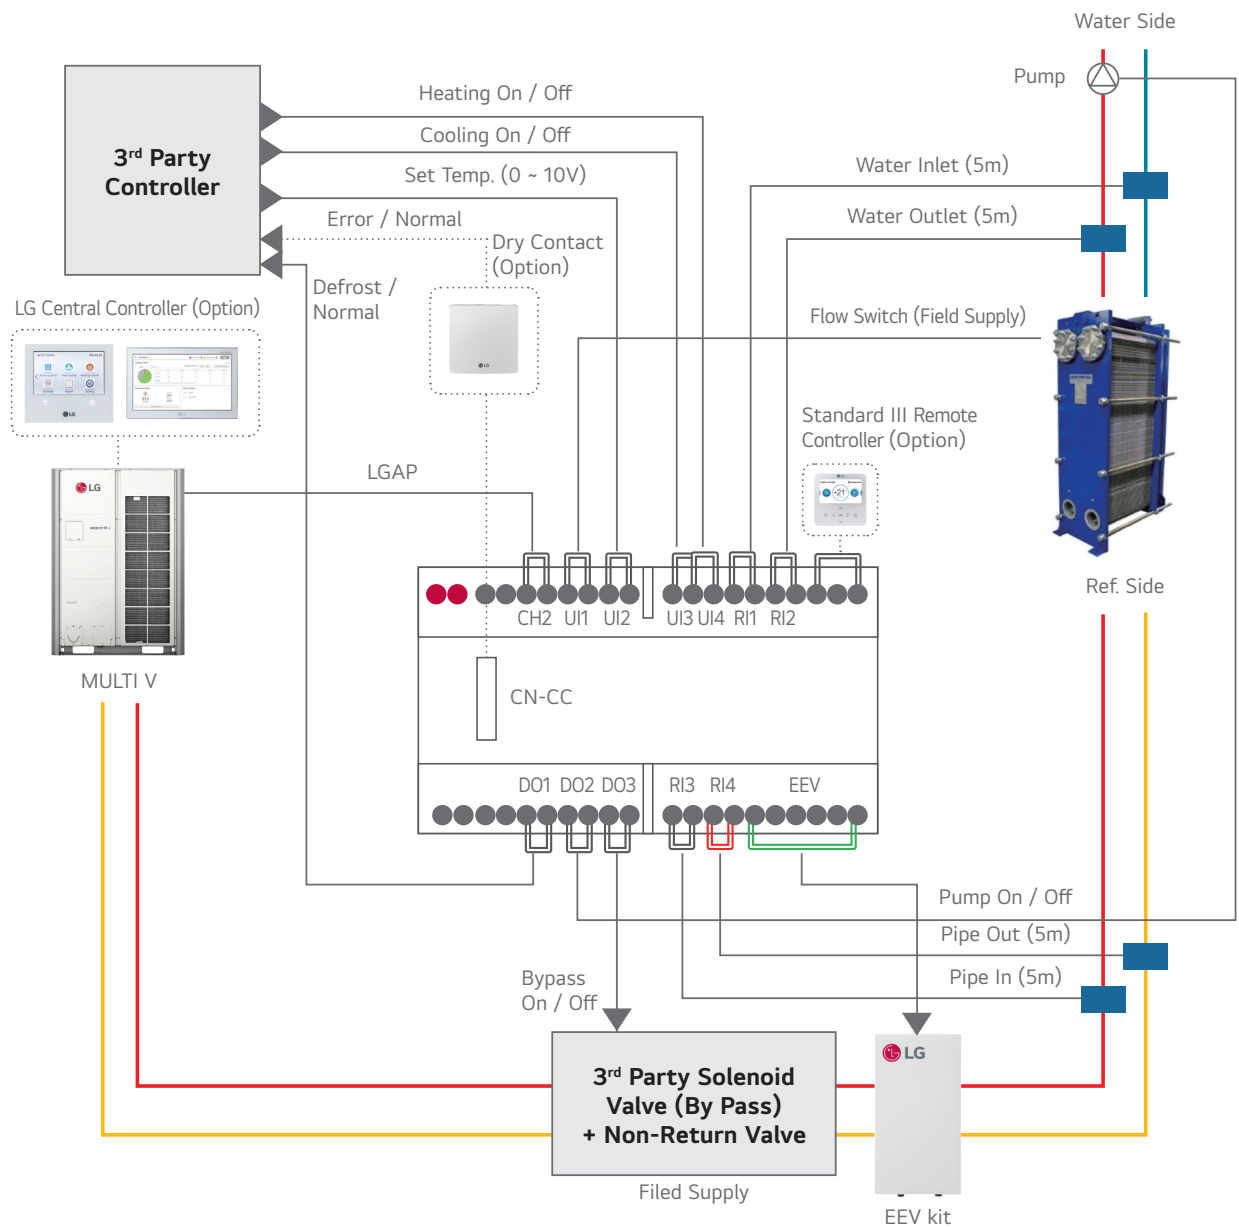 Water Side
Pump
Heating On / Off
Cooling On / Off
3rd Party
Controller
Set Temp. (0 ~ 10V)
Water Inlet (5m)
Error / Normal
Water Outlet (5m)
Dry Contact
(Option)
Defrost /
Normal
LG Central Controller (Option)
Flow Switch (Field Supply)
LG
LG
Standard III Remote
Controller (Option)
LGAP
LG
Ref. Side
CH2 UI1 UI2 UI3 UI4 RI1 RI2
MULTI V
CN-CC
DO1 DO2 DO3 RI3 RI4 EEV
Pump On / Off
Pipe Out (5m)
Pipe In (5m)
Bypass
On / Off
LG
3rd Party Solenoid
Valve (By Pass)
+ Non-Return Valve
Filed Supply
EEV kit